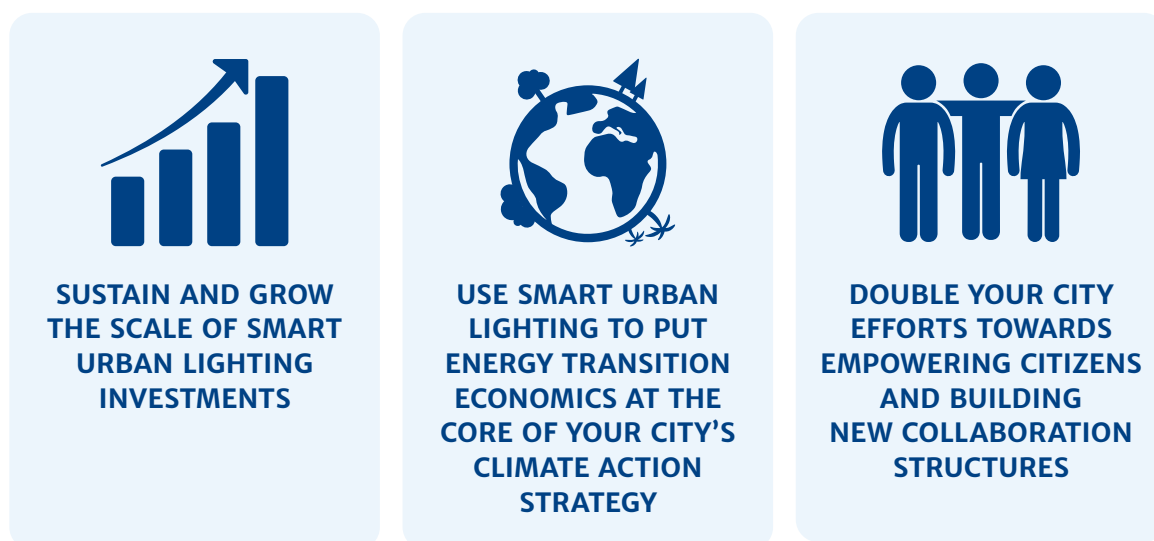 SUSTAIN AND GROW
THE SCALE OF SMART
URBAN LIGHTING
INVESTMENTS
USE SMART URBAN
LIGHTING TO PUT
ENERGY TRANSITION
ECONOMICS AT THE
CORE OF YOUR CITY’S
CLIMATE ACTION
STRATEGY
DOUBLE YOUR CITY
EFFORTS TOWARDS
EMPOWERING CITIZENS
AND BUILDING
NEW COLLABORATION
STRUCTURES